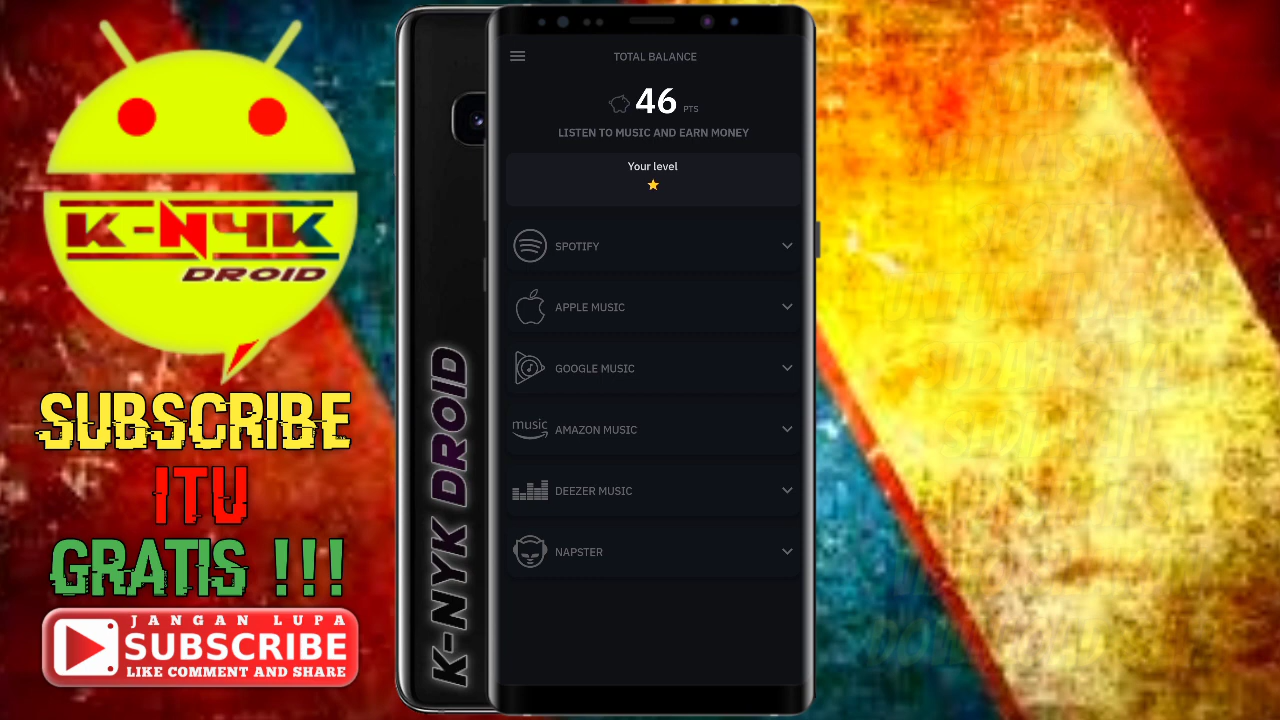 K-NYK
DROID
SUBSCRIBE
ITU
GRATIS !!!
JANGAN LUPA
SUBSCRIBE
LIKE COMMENT AND SHARE
K-NYK DROID
TOTAL BALANCE
46 PTS
LISTEN TO MUSIC AND EARN MONEY
Your level
SPOTIFY
APPLE MUSIC
GOOGLE MUSIC
music
AMAZON MUSIC
DEEZER MUSIC
NAPSTER